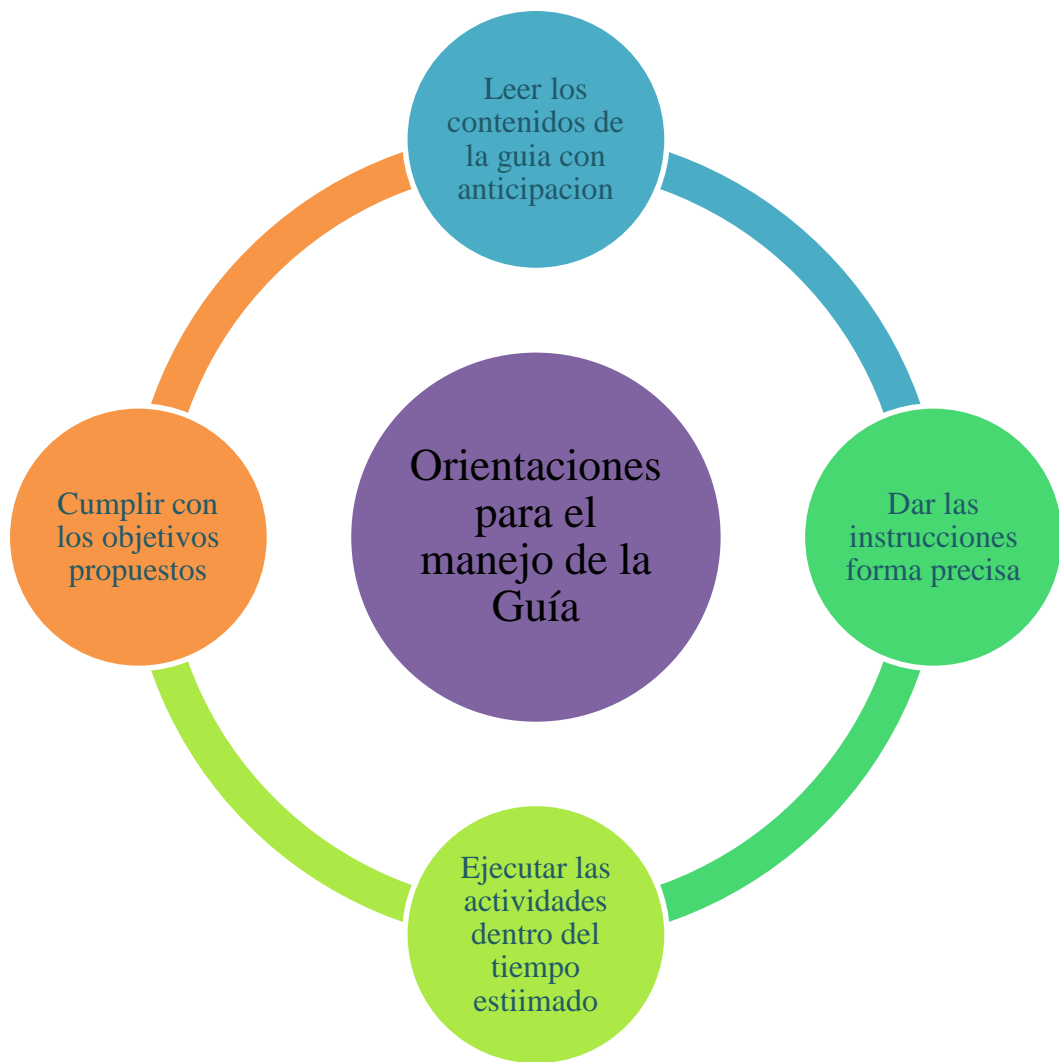 Leer los
contenidos de
la guia con
anticipacion
Orientaciones
para el
manejo de la
Guía
Cumplir con
los objetivos
propuestos
Dar las
instrucciones
forma precisa
Ejecutar las
actividades
dentro del
tiempo
estiimado